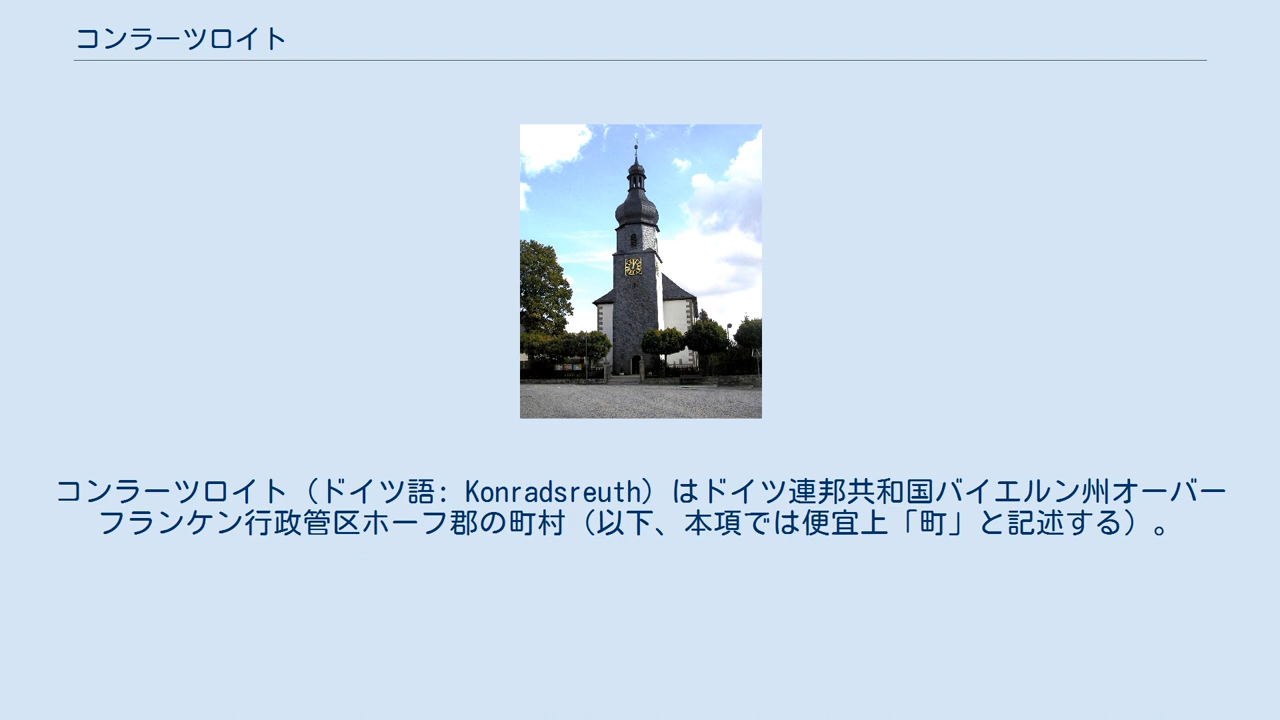 コンラーツロイト
コンラーツロイト（ドイツ語: Konradsreuth）はドイツ連邦共和国バイエルン州オーバー
フランケン行政管区ホーフ郡の町村（以下、本項では便宜上「町」と記述する）。